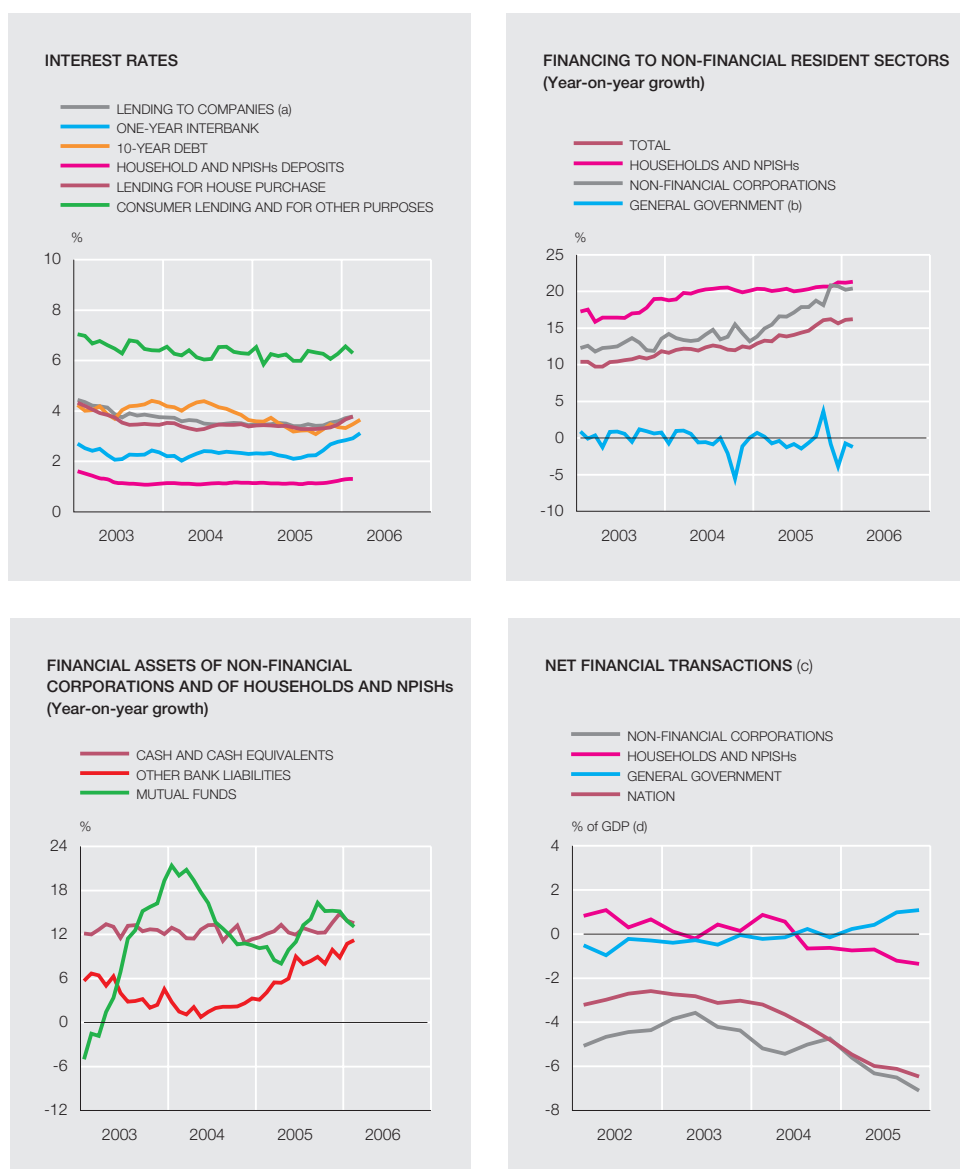 INTEREST RATES
LENDING TO COMPANIES (a)
ONE-YEAR INTERBANK
10-YEAR DEBT
HOUSEHOLD AND NPISHs DEPOSITS
LENDING FOR HOUSE PURCHASE
CONSUMER LENDING AND FOR OTHER PURPOSES
%
10
8
6
4
2
0
2003 2004 2005 2006
FINANCING TO NON-FINANCIAL RESIDENT SECTORS
(Year-on-year growth)
TOTAL
HOUSEHOLDS AND NPISHs
NON-FINANCIAL CORPORATIONS
GENERAL GOVERNMENT (b)
%
25
20
15
10
5
0
-5
-10
2003 2004 2005 2006
FINANCIAL ASSETS OF NON-FINANCIAL
CORPORATIONS AND OF HOUSEHOLDS AND NPISHs
(Year-on-year growth)
CASH AND CASH EQUIVALENTS
OTHER BANK LIABILITIES
MUTUAL FUNDS
%
24
18
12
6
0
-6
-12
2003 2004 2005 2006
NET FINANCIAL TRANSACTIONS (c)
NON-FINANCIAL CORPORATIONS
HOUSEHOLDS AND NPISHs
GENERAL GOVERNMENT
NATION
% of GDP (d)
4
2
0
-2
-4
-6
-8
2002 2003 2004 2005